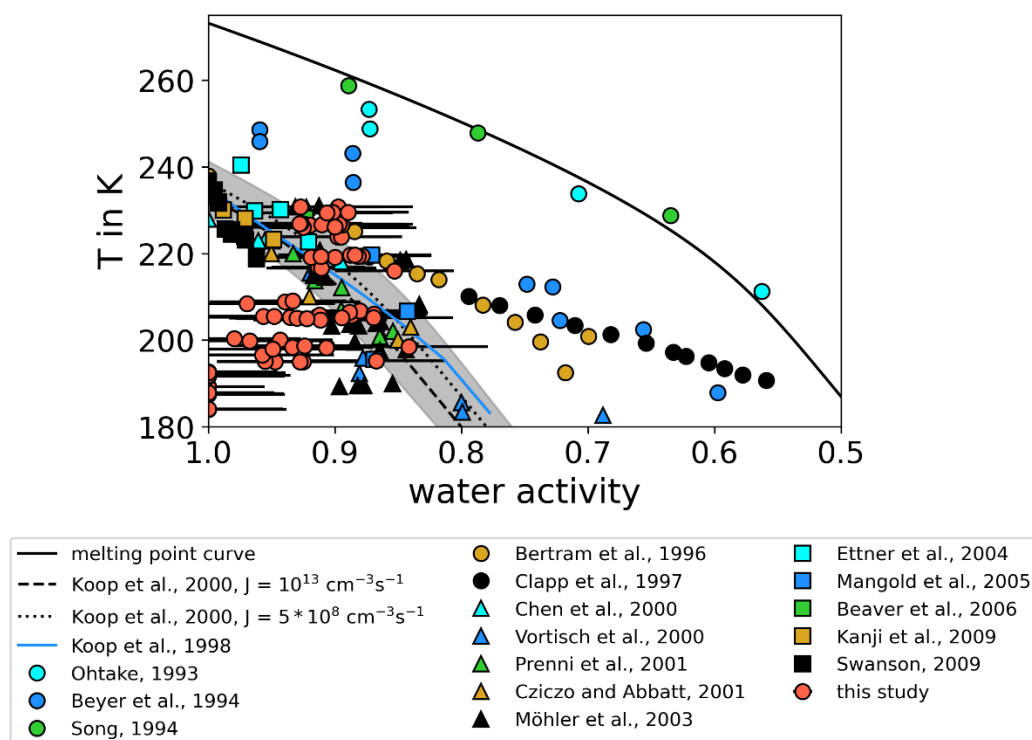 260
240
220
200
180
T in K
1.0 0.9 0.8 0.7 0.6 0.5
water activity
melting point curve
Koop et al., 2000, J = 10¹³ cm⁻³s⁻¹
Koop et al., 2000, J = 5 * 10⁸ cm⁻³s⁻¹
Koop et al., 1998
Ohtake, 1993
Beyer et al., 1994
Song, 1994
Bertram et al., 1996
Clapp et al., 1997
Chen et al., 2000
Vortisch et al., 2000
Prenni et al., 2001
Cziczo and Abbatt, 2001
Möhler et al., 2003
Ettner et al., 2004
Mangold et al., 2005
Beaver et al., 2006
Kanji et al., 2009
Swanson, 2009
this study